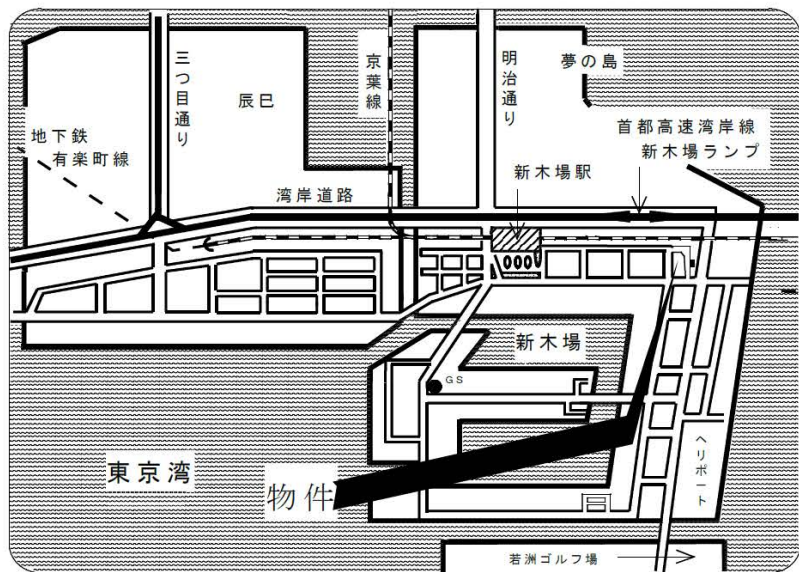 三つ目通り
辰巳
京葉線
明治通り
夢の島
地下鉄
有楽町線
首都高速湾岸線
新木場ランプ
新木場駅
湾岸道路
新木場
GS
東京湾
物件
ヘリポート
若洲ゴルフ場